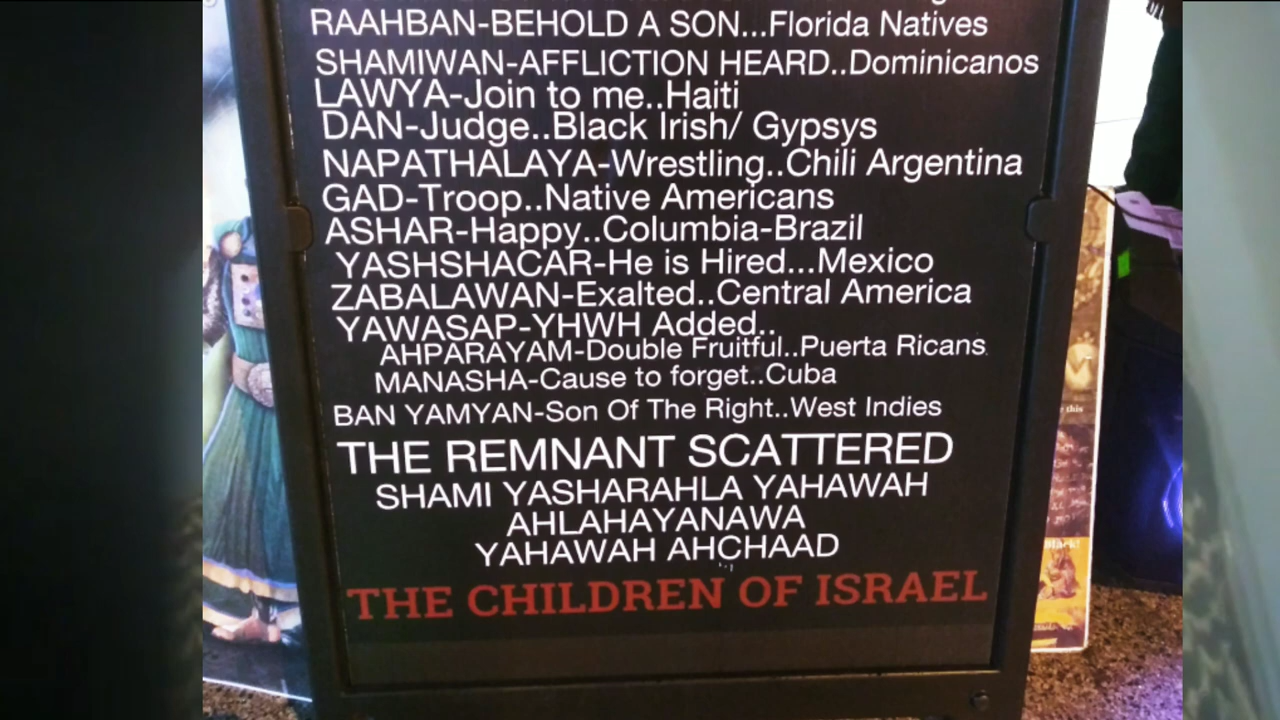 RAAHBAN-BEHOLD A SON...Florida Natives
SHAMIWAN-AFFLICTION HEARD..Dominicanos
LAWYA-Join to me..Haiti
DAN-Judge..Black Irish/ Gypsys
NAPATHALAYA-Wrestling..Chili Argentina
GAD-Troop..Native Americans
ASHAR-Happy..Columbia-Brazil
YASHSHACAR-He is Hired...Mexico
ZABALAWAN-Exalted..Central America
YAWASAP-YHWH Added..
AHPARAYAM-Double Fruitful..Puerta Ricans.
MANASHA-Cause to forget..Cuba
BAN YAMYAN-Son Of The Right..West Indies
THE REMNANT SCATTERED
SHAMI YASHARAHLA YAHAWAH
AHLAHAYANAWA
YAHAWAH AHCHAAD
THE CHILDREN OF ISRAEL
this
Black!